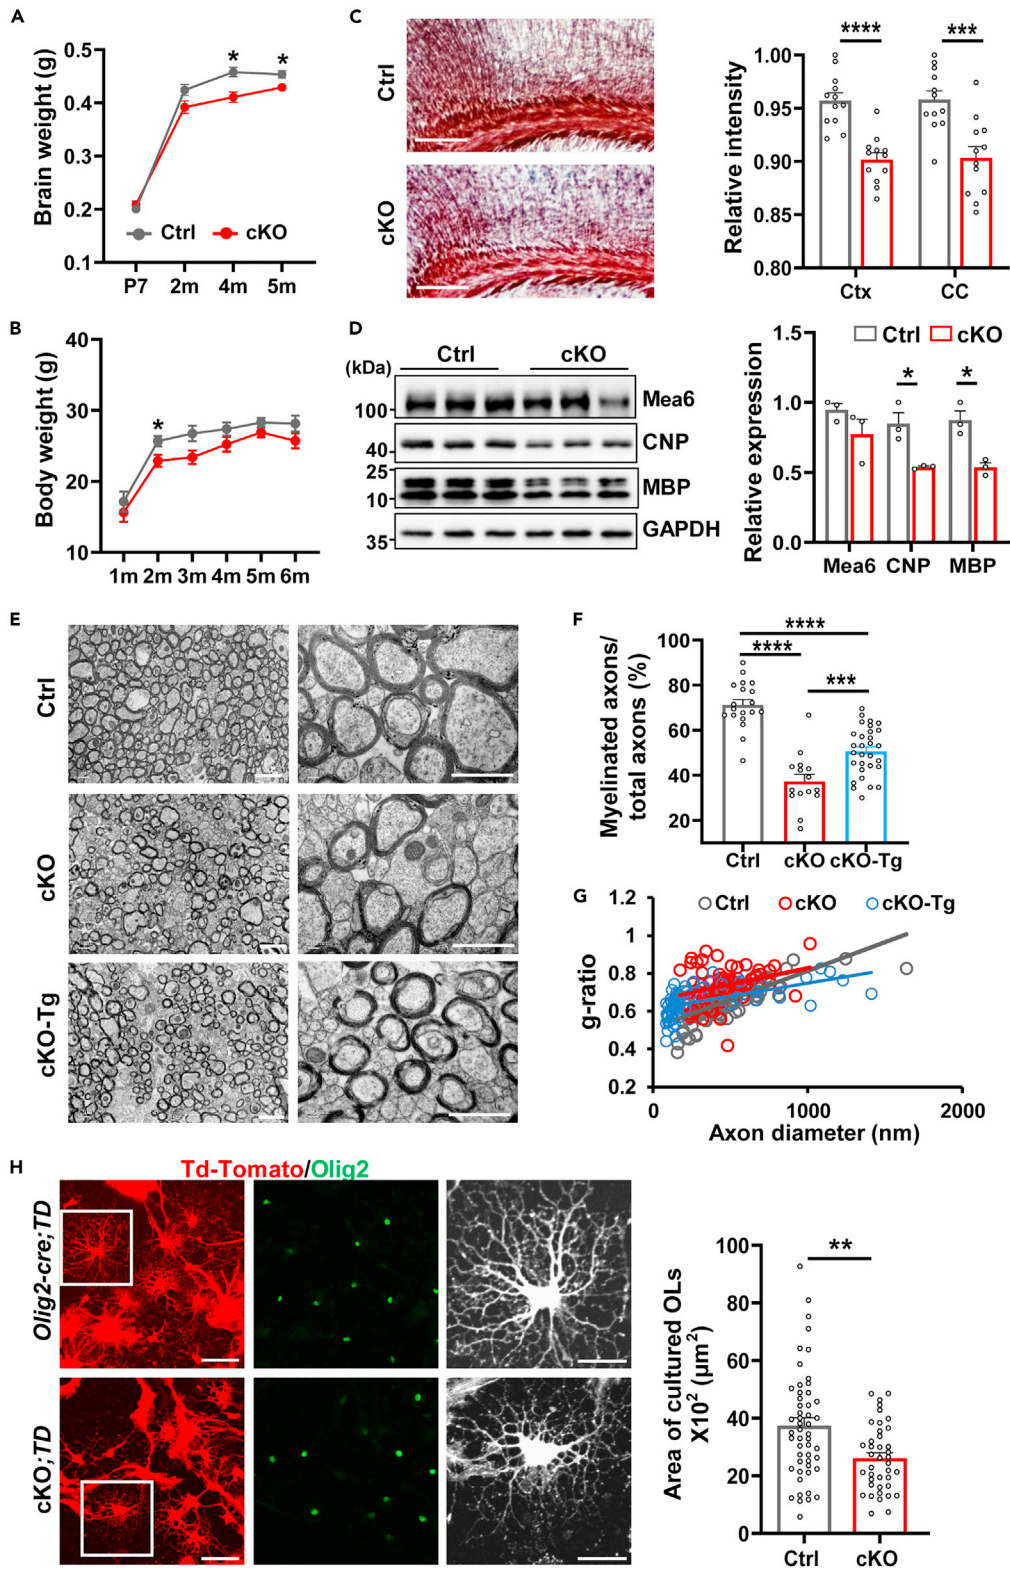 A
Brain weight (g)
0.5
0.4
0.3
0.2
0.1
*
*
Ctrl
cKO
P7
2m
4m
5m
B
Body weight (g)
40
30
20
10
*
1m
2m
3m
4m
5m
6m
C
Ctrl
cKO
Relative intensity
1.00
0.95
0.90
0.85
0.80
****
***
Ctx
CC
D
(kDa)
Ctrl
cKO
100
Mea6
40
CNP
25
10
MBP
35
GAPDH
Relative expression
1.5
1.0
0.5
0.0
Ctrl
cKO
*
*
Mea6
CNP
MBP
E
Ctrl
cKO
cKO-Tg
F
Myelinated axons/
total axons (%)
100
80
60
40
20
****
****
***
Ctrl
cKO
cKO-Tg
G
g-ratio
1.2
1
0.8
0.6
0.4
0.2
Ctrl
cKO
cKO-Tg
0
1000
2000
Axon diameter (nm)
H
Td-Tomato/Olig2
Olig2-cre;TD
cKO;TD
Area of cultured OLs
X10² (μm²)
100
80
60
40
20
0
**
Ctrl
cKO